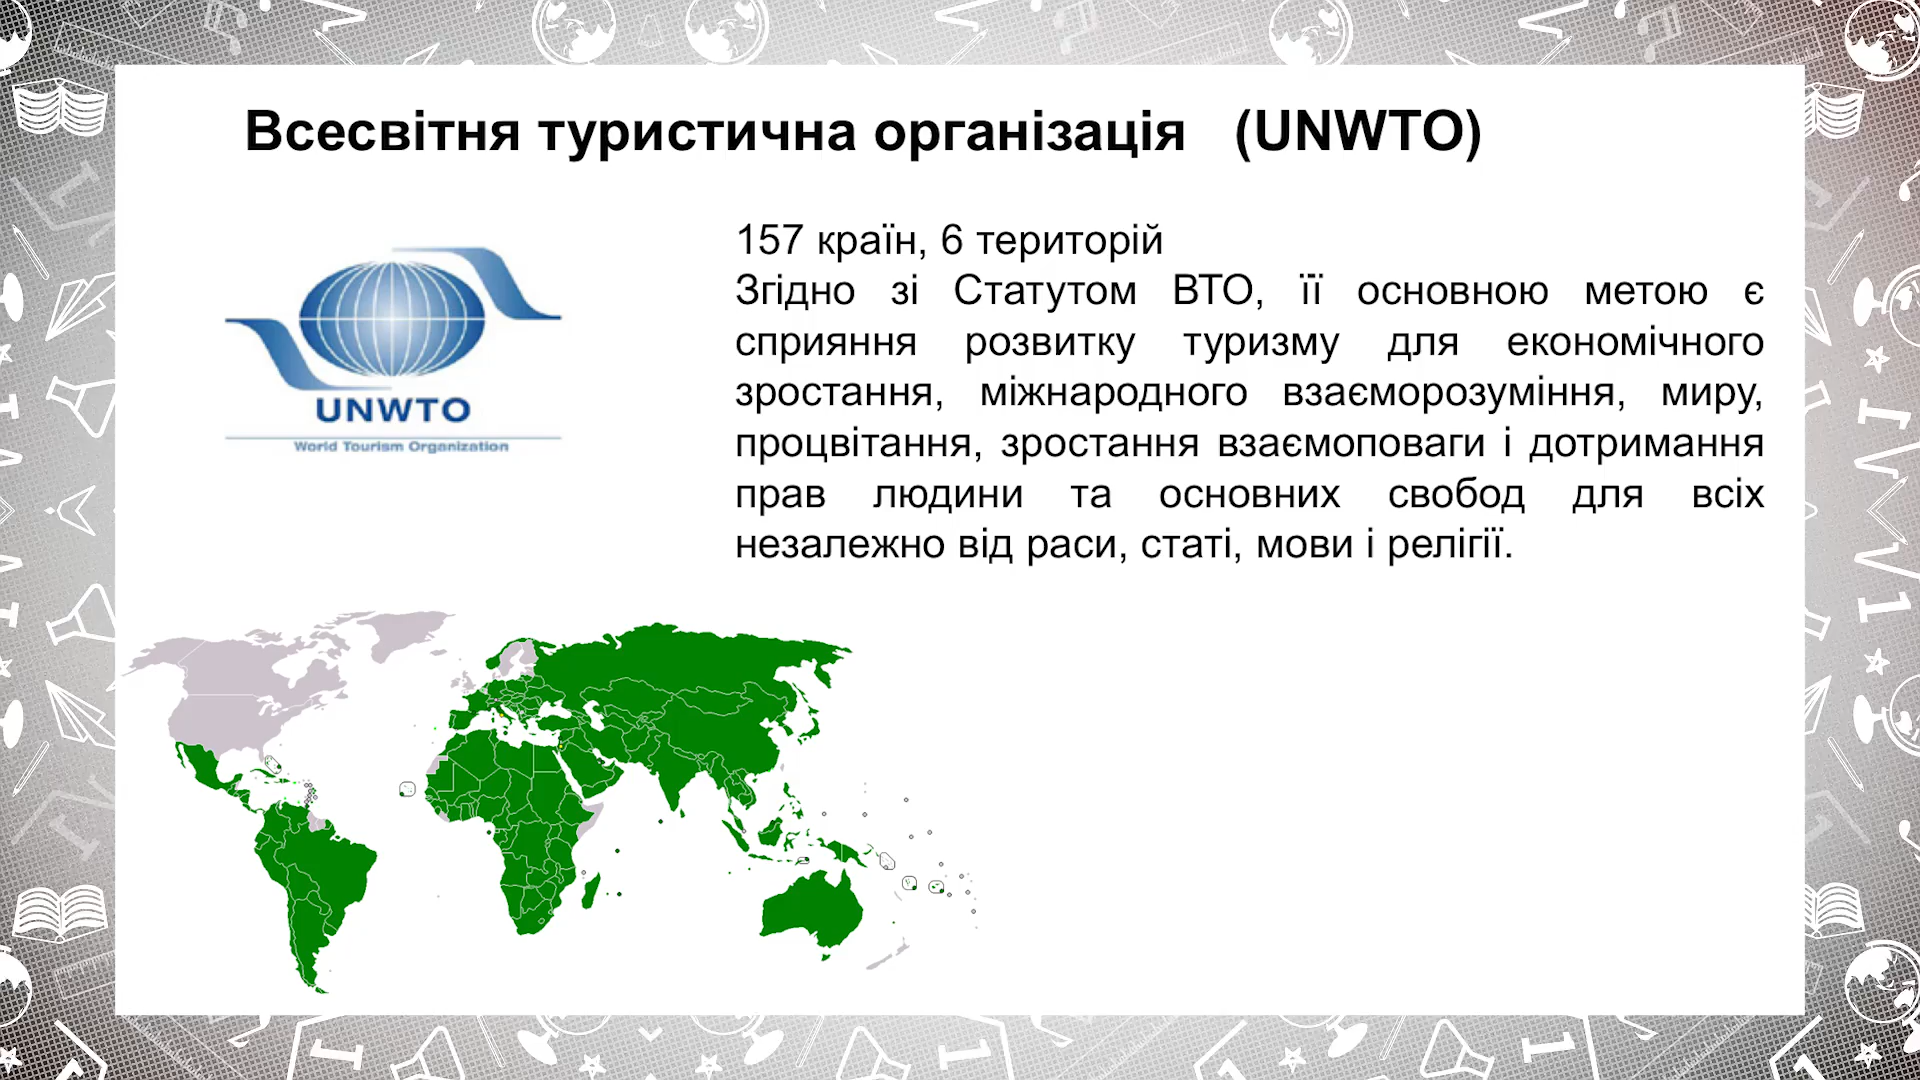 Всесвітня туристична організація (UNWTO)
157 країн, 6 територій
Згідно зі Статутом ВТО, її основною метою є
сприяння розвитку туризму для економічного
зростання, міжнародного взаєморозуміння, миру,
процвітання, зростання взаємоповаги і дотримання
прав людини та основних свобод для всіх
незалежно від раси, статі, мови і релігії.
UNWTO
World Tourism Organization